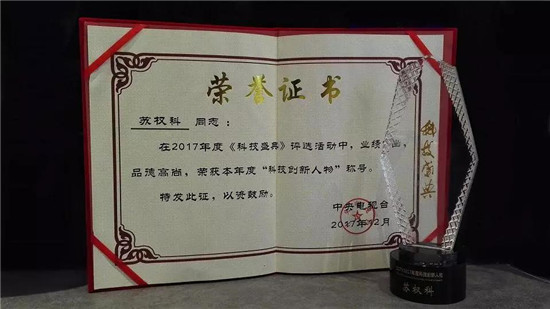 荣誉证书
苏权科 同志：
在2017年度《科技盛典》评选活动中，业绩
品德高尚，荣获本年度“科技创新人物”称号。
特发此证，以资鼓励。
中央电视台
2017年12月
科技盛典
苏权科